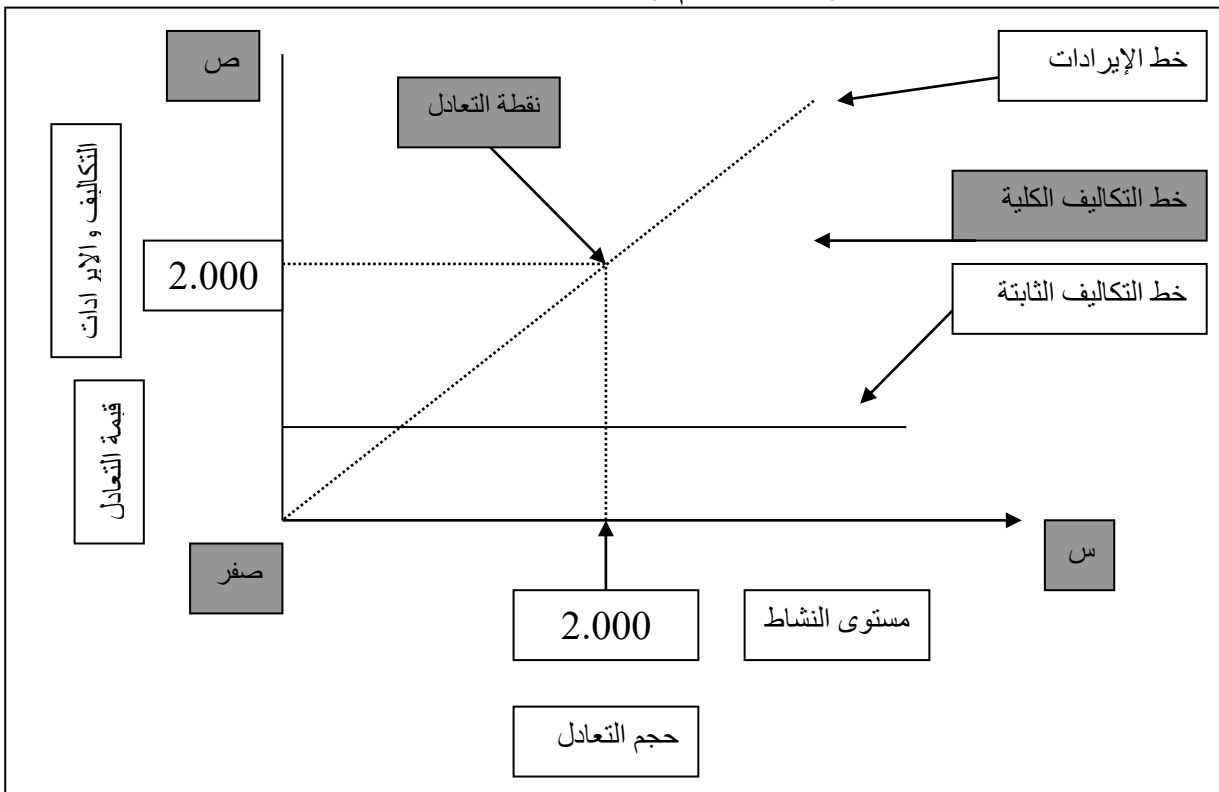 خط الإيرادات
ص
نقطة التعادل
خط التكاليف الكلية
التكاليف والإيرادات
2.000
خط التكاليف الثابتة
قيمة التعادل
صفر
س
2.000
مستوى النشاط
حجم التعادل